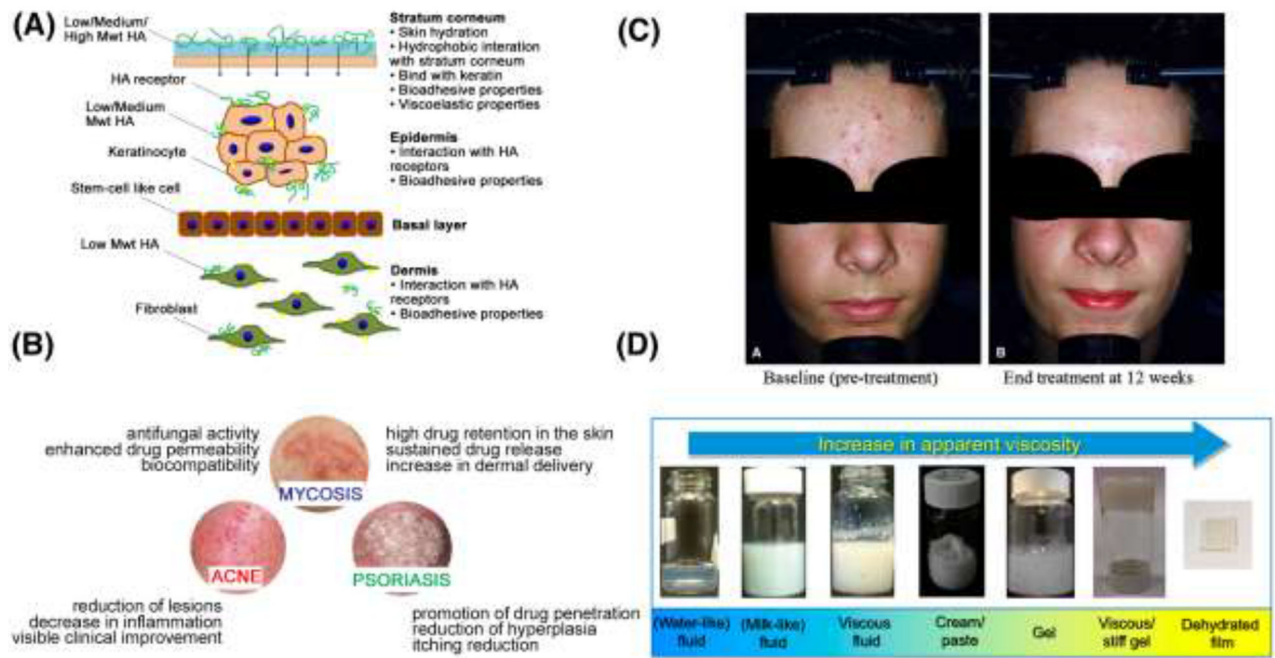 (A)
Low/Medium/
High Mwt HA
HA receptor
Low/Medium
Mwt HA
Keratinocyte
Stem-cell like cell
Low Mwt HA
Fibroblast
Stratum corneum
• Skin hydration
• Hydrophobic interation
with stratum corneum
• Bind with keratin
• Bioadhesive properties
• Viscoelastic properties
Epidermis
• Interaction with HA
receptors
• Bioadhesive properties
Basal layer
Dermis
• Interaction with HA
receptors
• Bioadhesive properties
(B)
antifungal activity
enhanced drug permeability
biocompatibility
high drug retention in the skin
sustained drug release
increase in dermal delivery
MYCOSIS
ACNE
PSORIASIS
reduction of lesions
decrease in inflammation
visible clinical improvement
promotion of drug penetration
reduction of hyperplasia
itching reduction
(C)
A
B
Baseline (pre-treatment)
End treatment at 12 weeks
(D)
Increase in apparent viscosity
(Water-like)
fluid
(Milk-like)
fluid
Viscous
fluid
Cream/
paste
Gel
Viscous/
stiff gel
Dehydrated
film